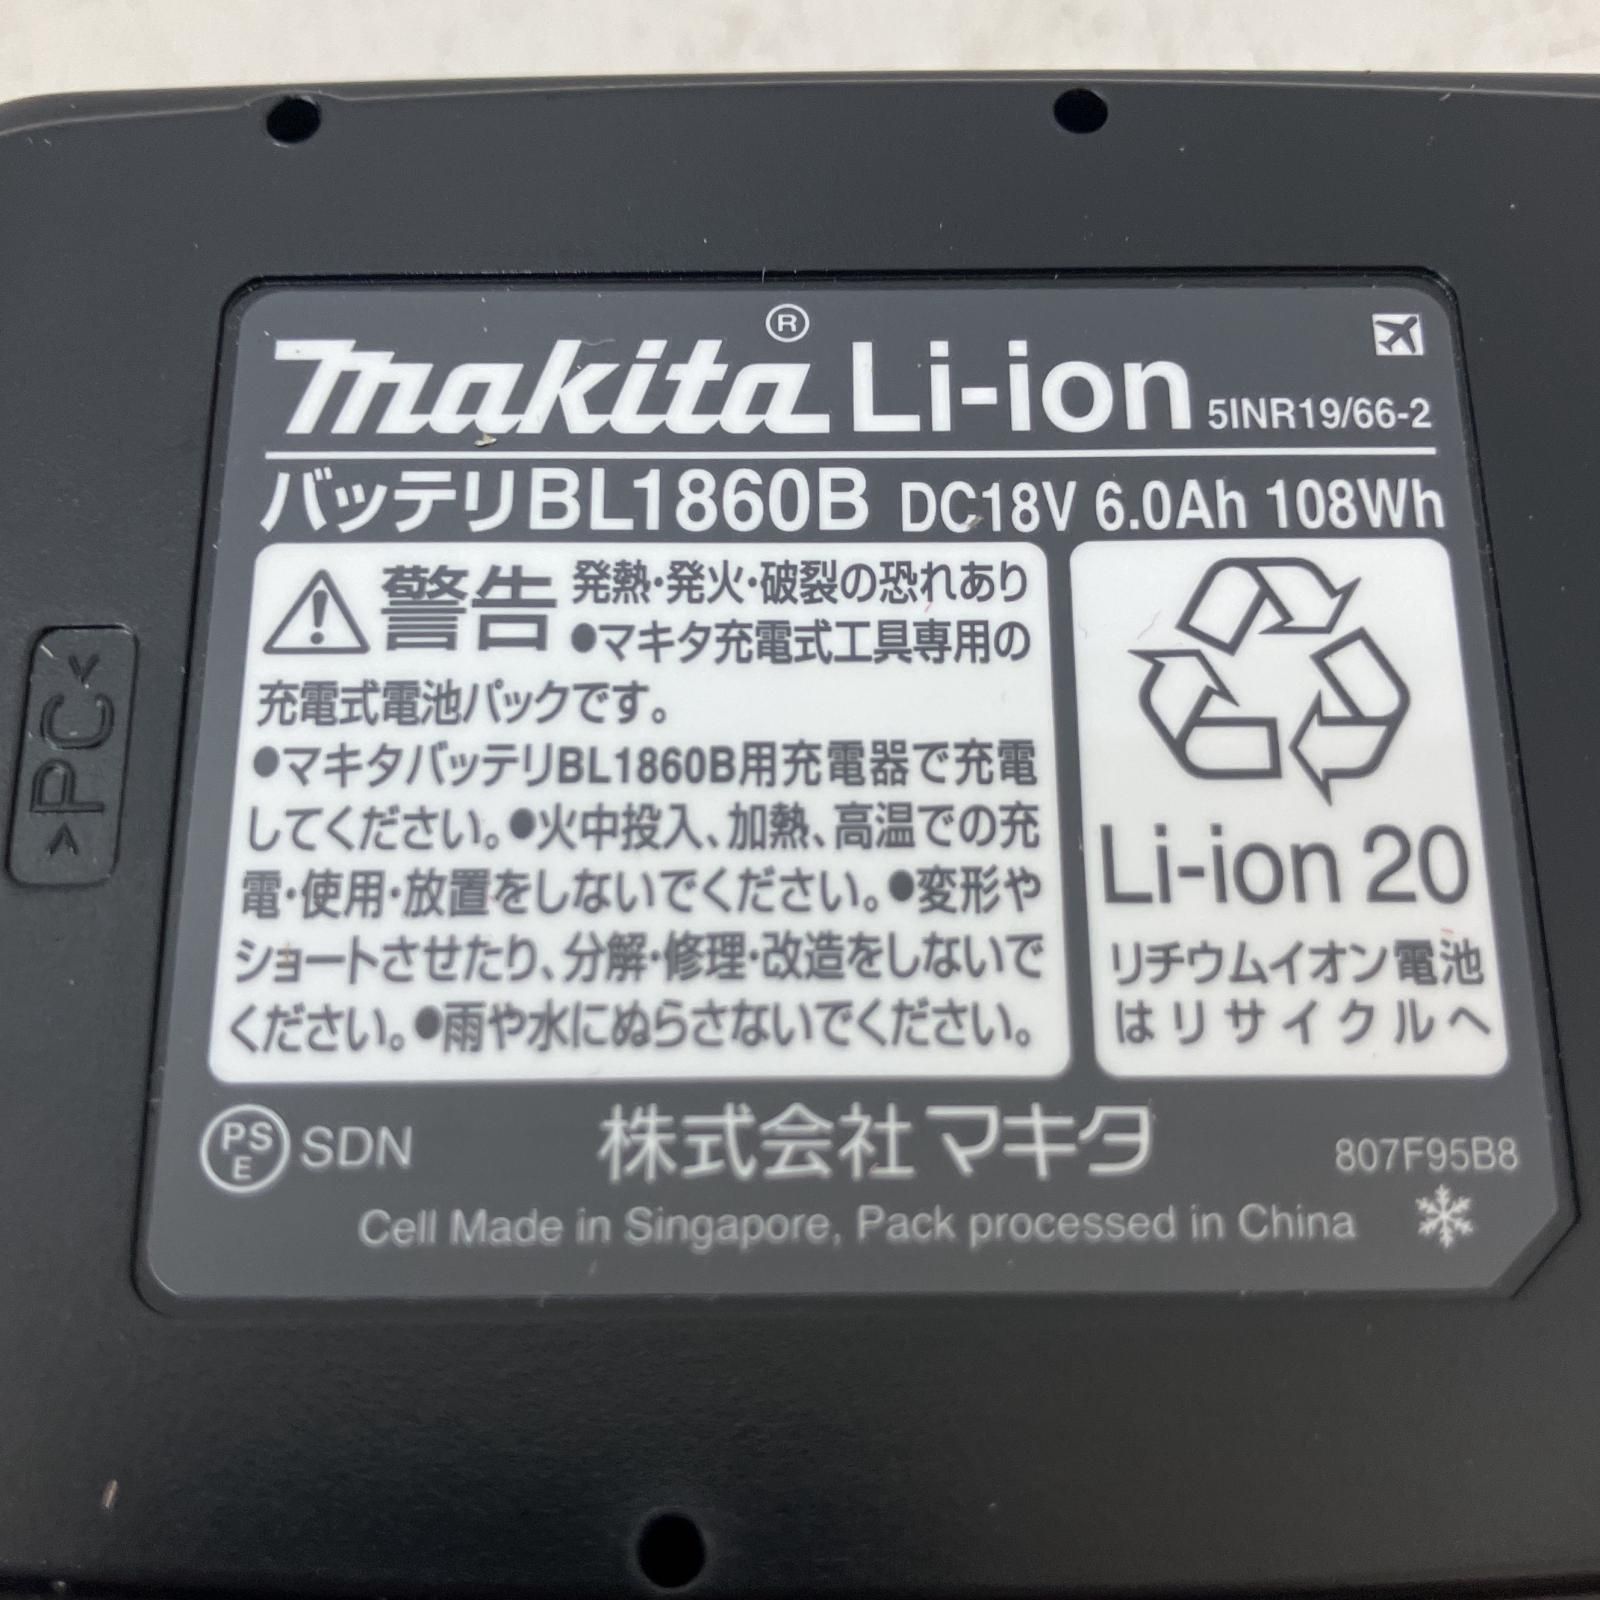 makita® Li-ion 5INR19/66-2
バッテリBL1860B DC18V 6.0Ah 108Wh
警告 発熱・発火・破裂の恐れあり
●マキタ充電式工具専用の
充電式電池パックです。
●マキタバッテリBL1860B用充電器で充電
してください。●火中投入、加熱、高温での充
電・使用・放置をしないでください。●変形や
ショートさせたり、分解・修理・改造をしないで
ください。●雨や水にぬらさないでください。
Li-ion 20
リチウムイオン電池
はリサイクルへ
PSE SDN 株式会社マキタ 807F95B8
Cell Made in Singapore, Pack processed in China
>PC<